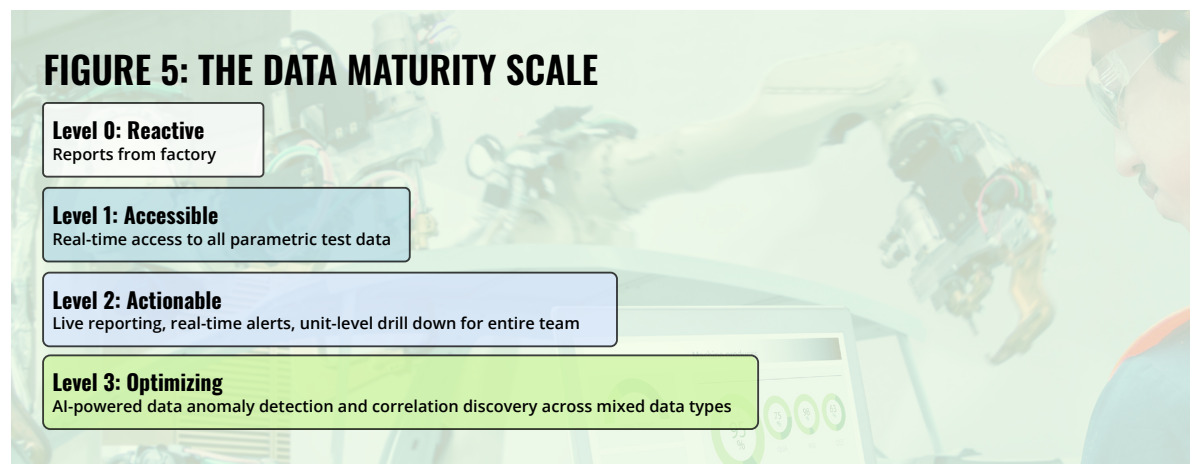 FIGURE 5: THE DATA MATURITY SCALE
Level 0: Reactive
Reports from factory
Level 1: Accessible
Real-time access to all parametric test data
Level 2: Actionable
Live reporting, real-time alerts, unit-level drill down for entire team
Level 3: Optimizing
AI-powered data anomaly detection and correlation discovery across mixed data types